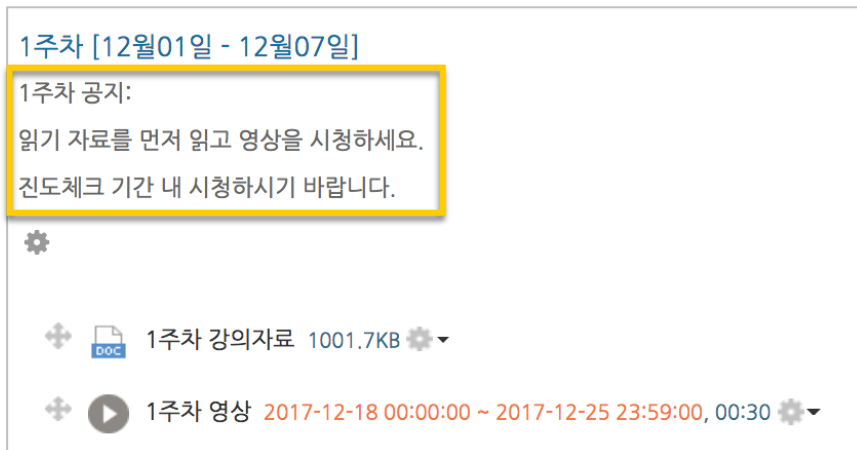 1주차 [12월01일 - 12월07일]
1주차 공지:
읽기 자료를 먼저 읽고 영상을 시청하세요.
진도체크 기간 내 시청하시기 바랍니다.
DOC 1주차 강의자료 1001.7KB
1주차 영상 2017-12-18 00:00:00 ~ 2017-12-25 23:59:00, 00:30